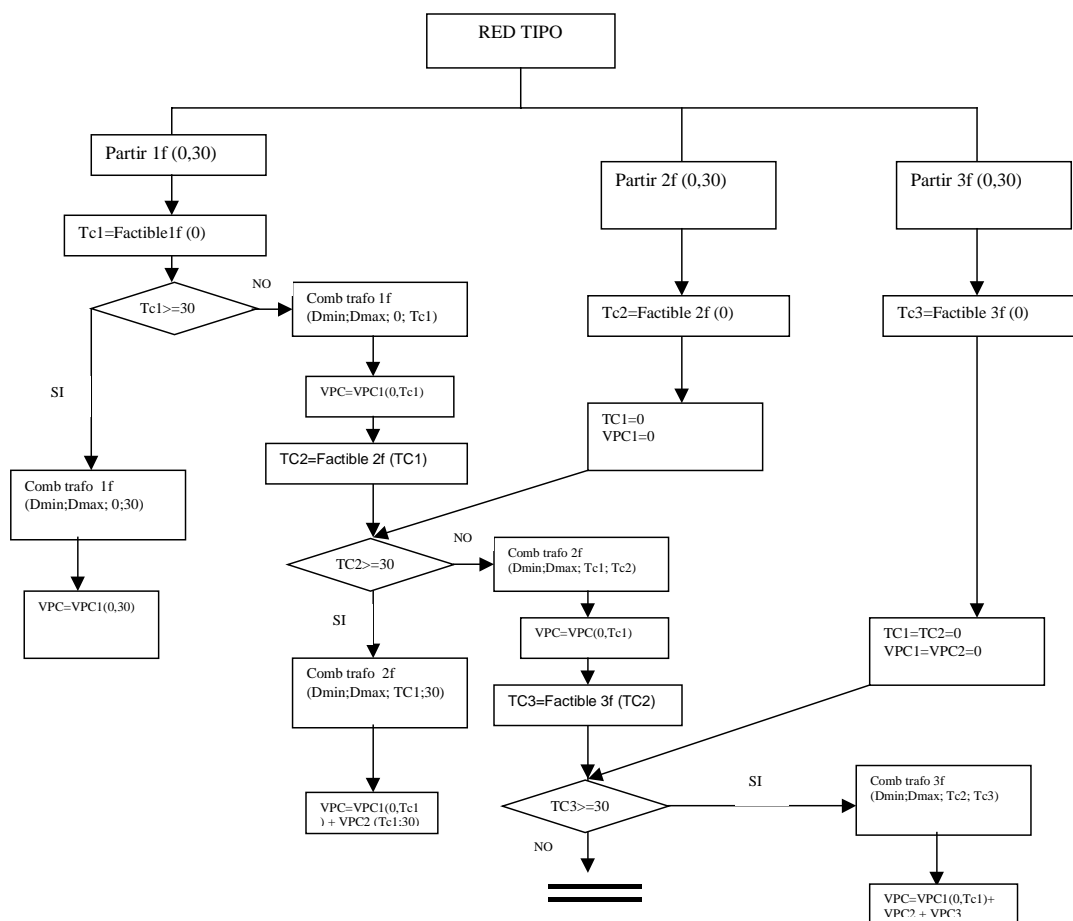 RED TIPO
Partir 1f (0,30)
Partir 2f (0,30)
Partir 3f (0,30)
Tc1=Factible1f (0)
Tc1>=30
NO
Comb trafo 1f
(Dmin;Dmax; 0; Tc1)
Tc2=Factible 2f (0)
Tc3=Factible 3f (0)
SI
VPC=VPC1(0,Tc1)
TC1=0
VPC1=0
TC2=Factible 2f (TC1)
Comb trafo 1f
(Dmin;Dmax; 0;30)
TC2>=30
NO
Comb trafo 2f
(Dmin;Dmax; Tc1; Tc2)
VPC=VPC1(0,30)
SI
VPC=VPC(0,Tc1)
TC1=TC2=0
VPC1=VPC2=0
Comb trafo 2f
(Dmin;Dmax; TC1;30)
TC3=Factible 3f (TC2)
VPC=VPC1(0,Tc1
) + VPC2 (Tc1;30)
TC3>=30
SI
Comb trafo 3f
(Dmin;Dmax; Tc2; Tc3)
NO
VPC=VPC1(0,Tc1)+
VPC2 + VPC3